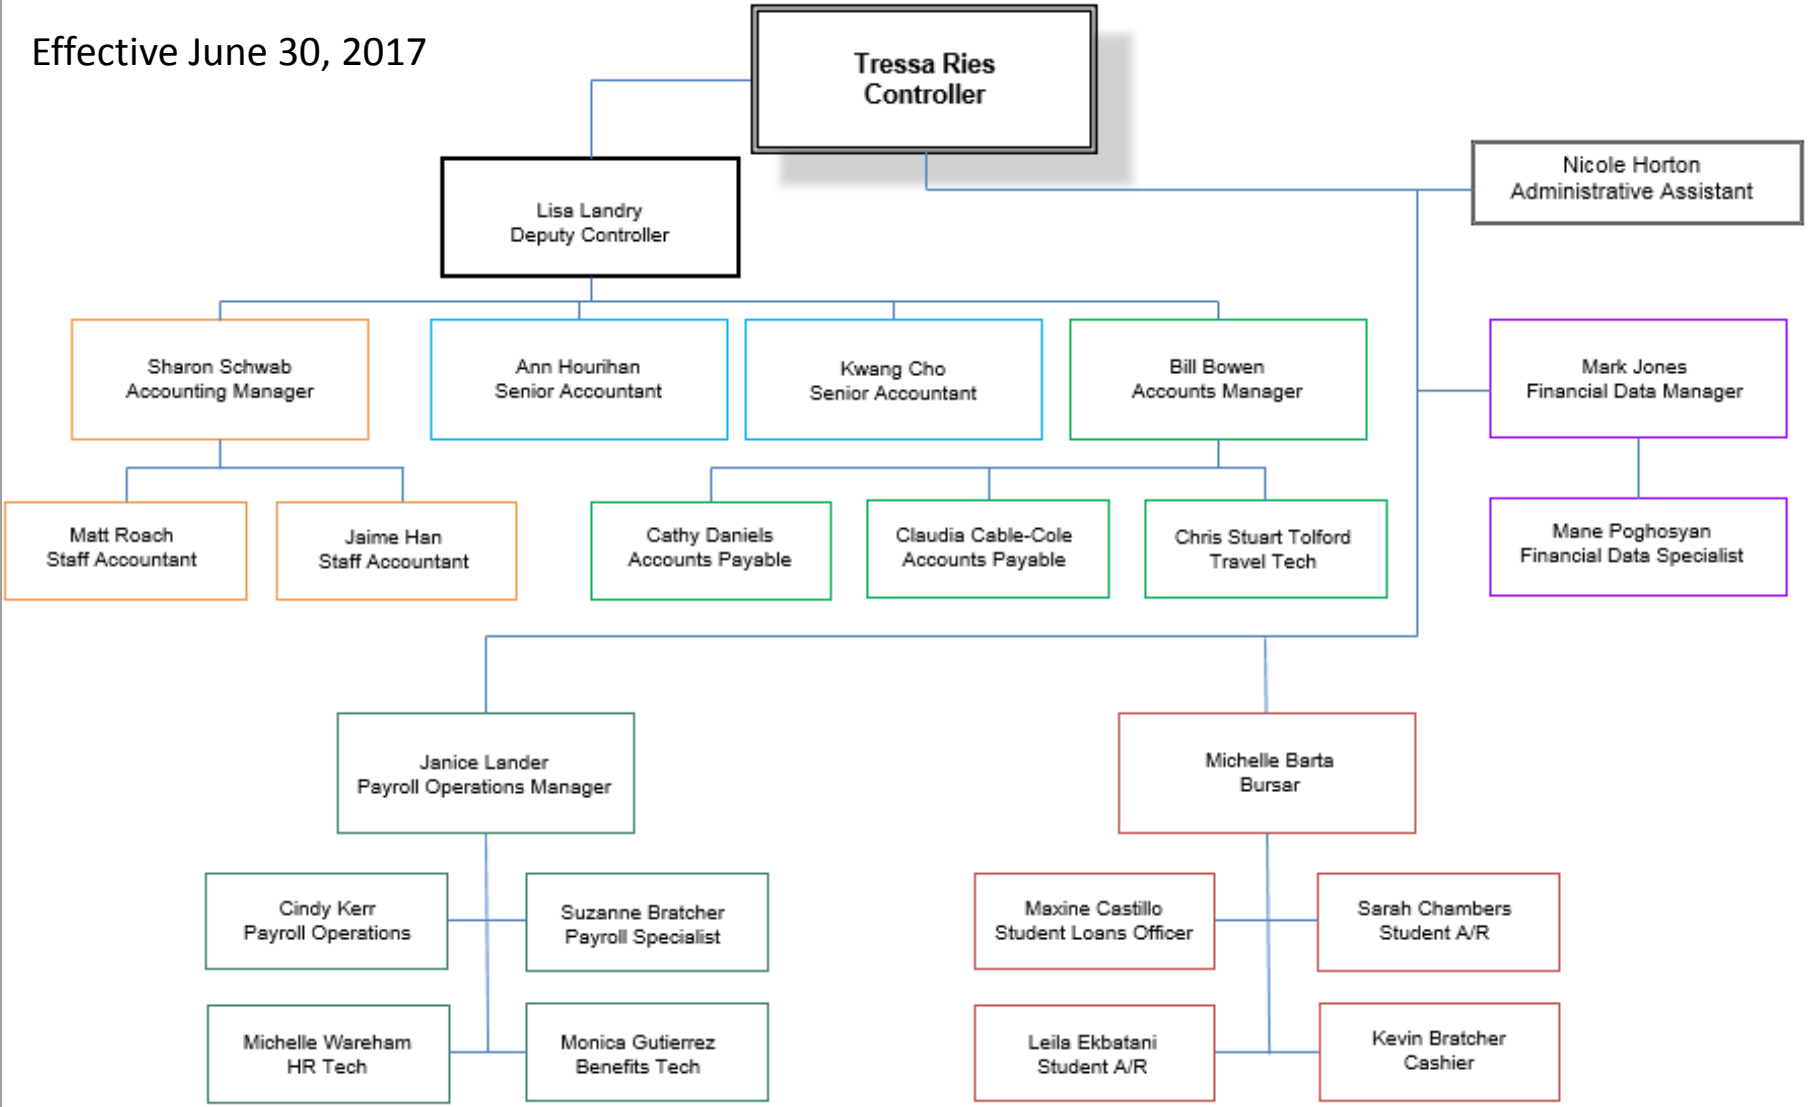 Effective June 30, 2017
Tressa Ries
Controller
Nicole Horton
Administrative Assistant
Lisa Landry
Deputy Controller
Sharon Schwab
Accounting Manager
Ann Hourihan
Senior Accountant
Kwang Cho
Senior Accountant
Bill Bowen
Accounts Manager
Mark Jones
Financial Data Manager
Matt Roach
Staff Accountant
Jaime Han
Staff Accountant
Cathy Daniels
Accounts Payable
Claudia Cable-Cole
Accounts Payable
Chris Stuart Tolford
Travel Tech
Mane Poghosyan
Financial Data Specialist
Janice Lander
Payroll Operations Manager
Michelle Barta
Bursar
Cindy Kerr
Payroll Operations
Suzanne Bratcher
Payroll Specialist
Maxine Castillo
Student Loans Officer
Sarah Chambers
Student A/R
Michelle Wareham
HR Tech
Monica Gutierrez
Benefits Tech
Leila Ekbatani
Student A/R
Kevin Bratcher
Cashier